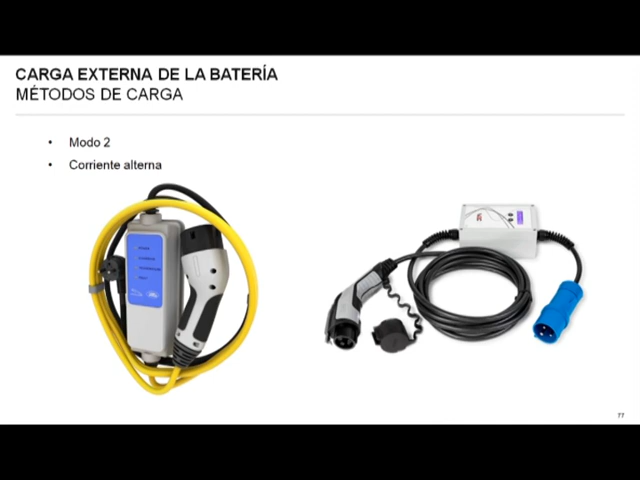 CARGA EXTERNA DE LA BATERÍA
MÉTODOS DE CARGA
• Modo 2
• Corriente alterna
77